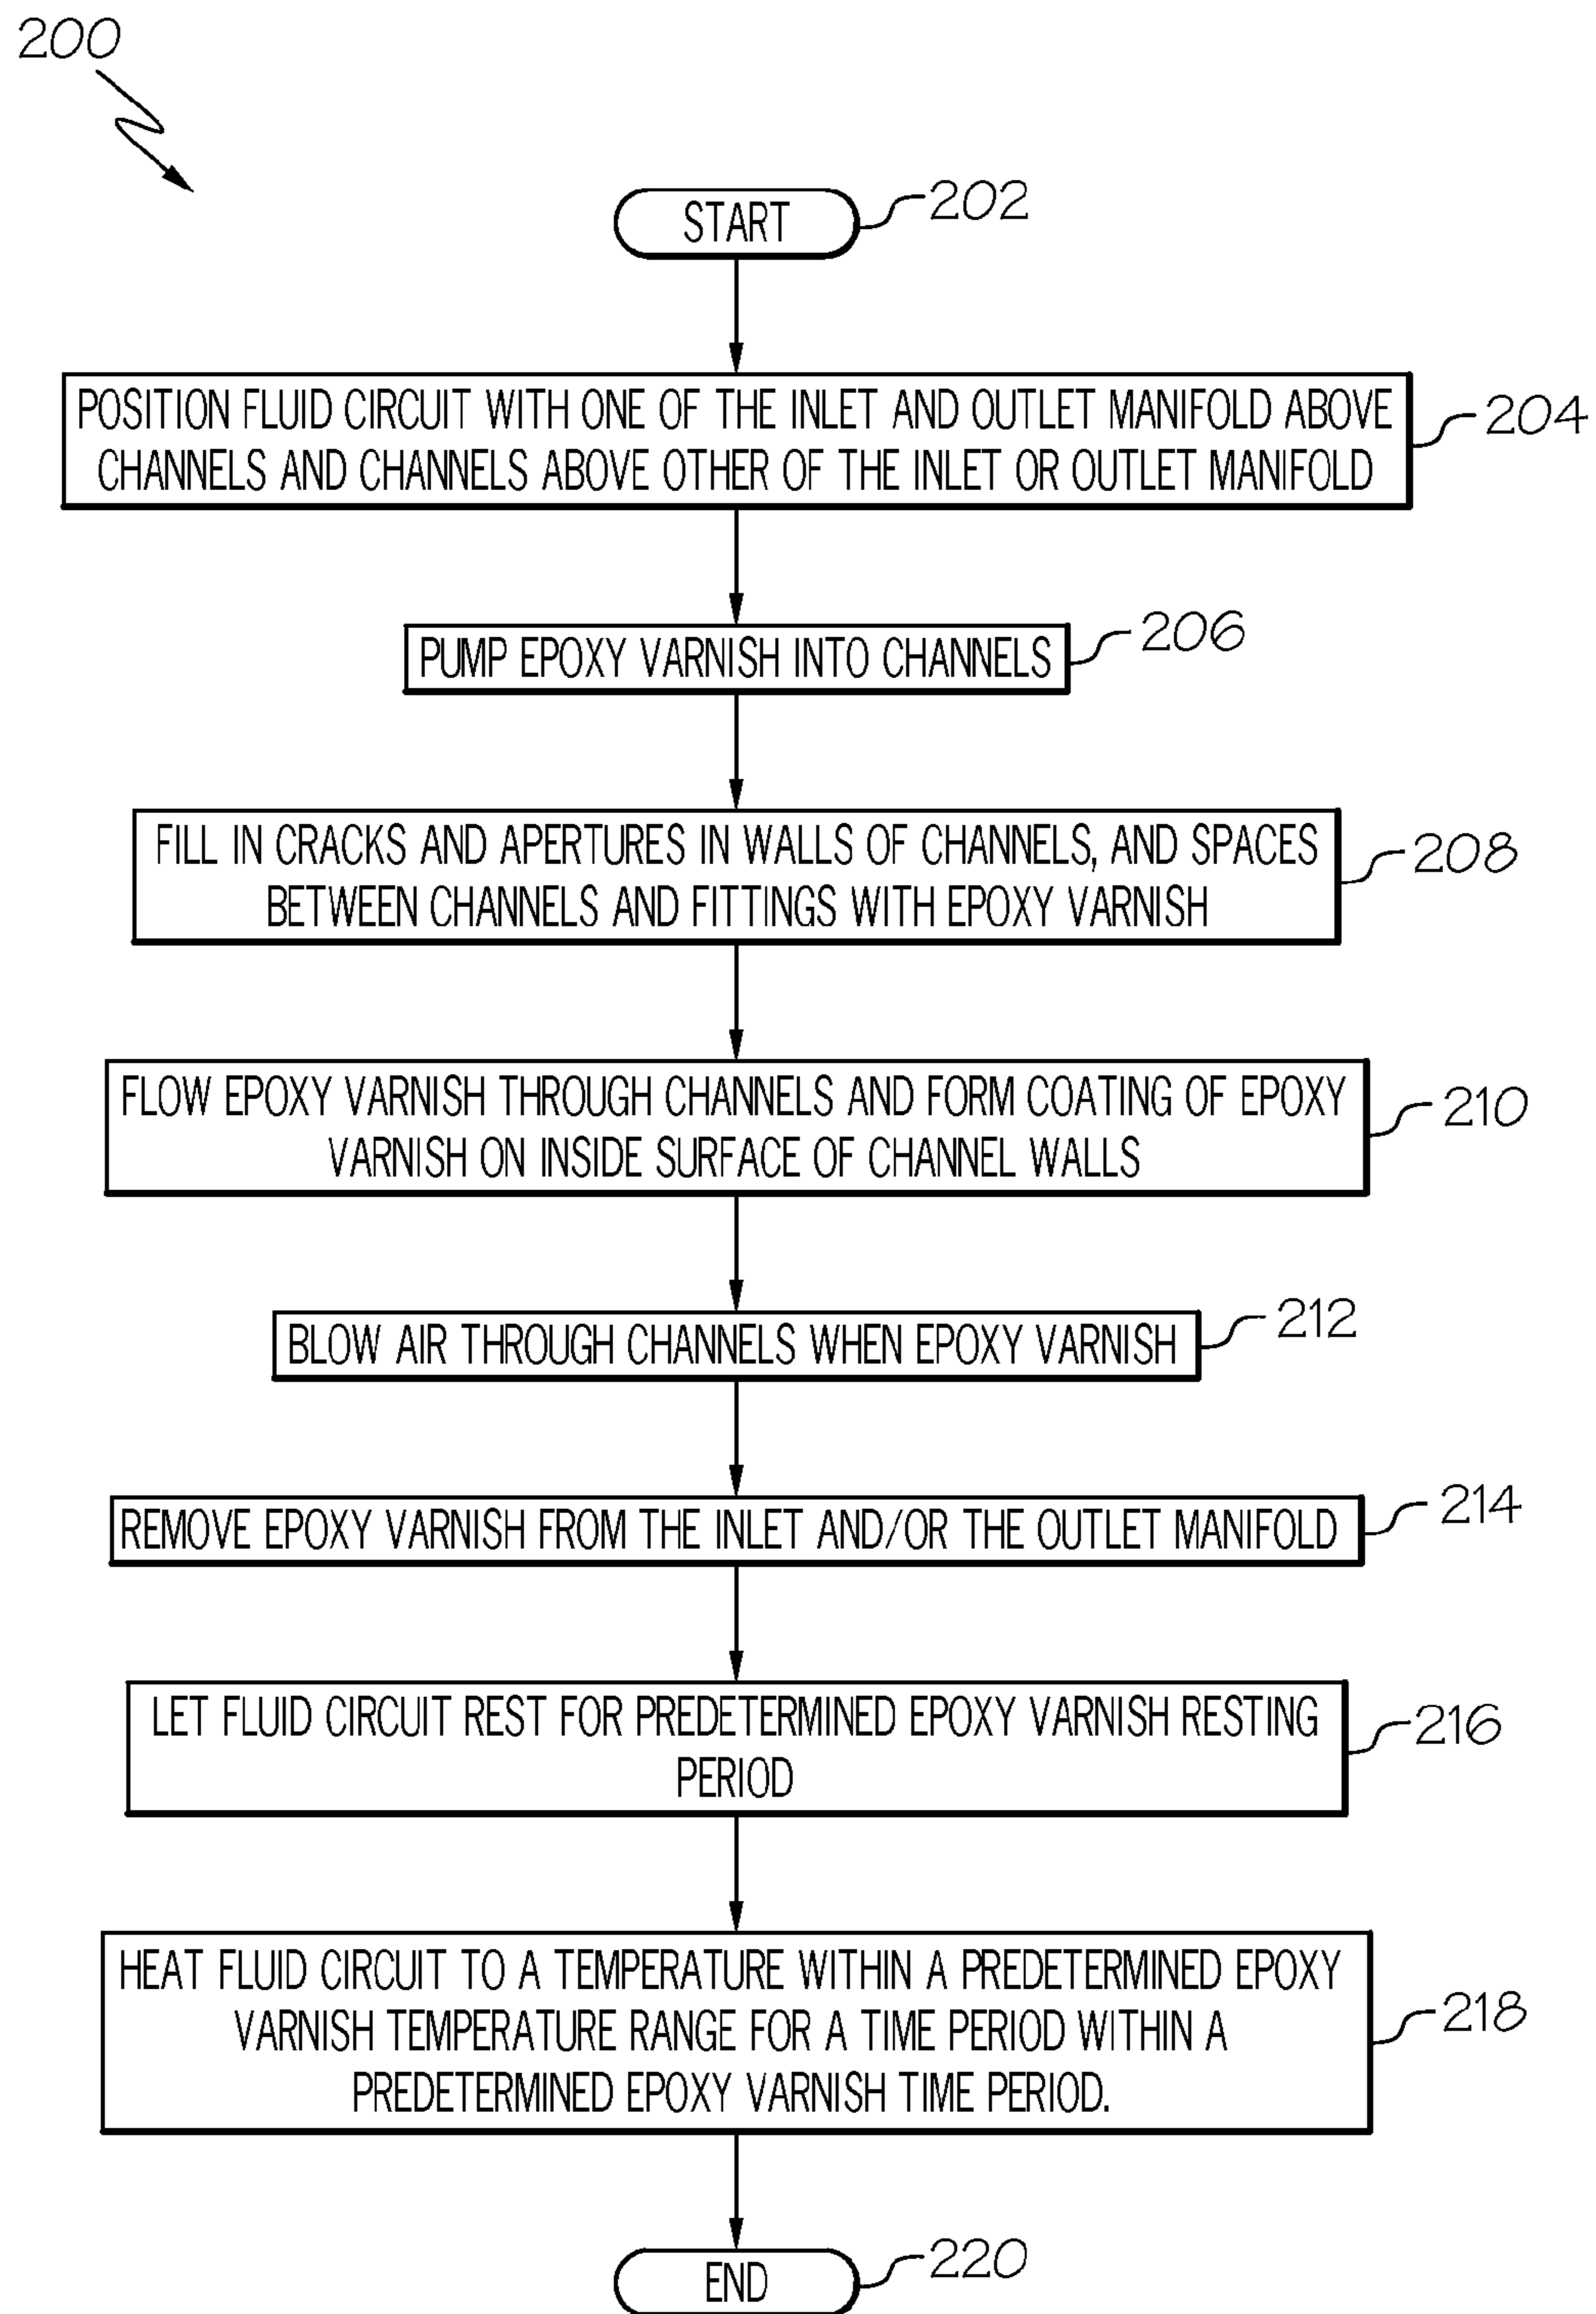 200
START
202
POSITION FLUID CIRCUIT WITH ONE OF THE INLET AND OUTLET MANIFOLD ABOVE
CHANNELS AND CHANNELS ABOVE OTHER OF THE INLET OR OUTLET MANIFOLD
204
PUMP EPOXY VARNISH INTO CHANNELS
206
FILL IN CRACKS AND APERTURES IN WALLS OF CHANNELS, AND SPACES
BETWEEN CHANNELS AND FITTINGS WITH EPOXY VARNISH
208
FLOW EPOXY VARNISH THROUGH CHANNELS AND FORM COATING OF EPOXY
VARNISH ON INSIDE SURFACE OF CHANNEL WALLS
210
BLOW AIR THROUGH CHANNELS WHEN EPOXY VARNISH
212
REMOVE EPOXY VARNISH FROM THE INLET AND/OR THE OUTLET MANIFOLD
214
LET FLUID CIRCUIT REST FOR PREDETERMINED EPOXY VARNISH RESTING
PERIOD
216
HEAT FLUID CIRCUIT TO A TEMPERATURE WITHIN A PREDETERMINED EPOXY
VARNISH TEMPERATURE RANGE FOR A TIME PERIOD WITHIN A
PREDETERMINED EPOXY VARNISH TIME PERIOD.
218
END
220